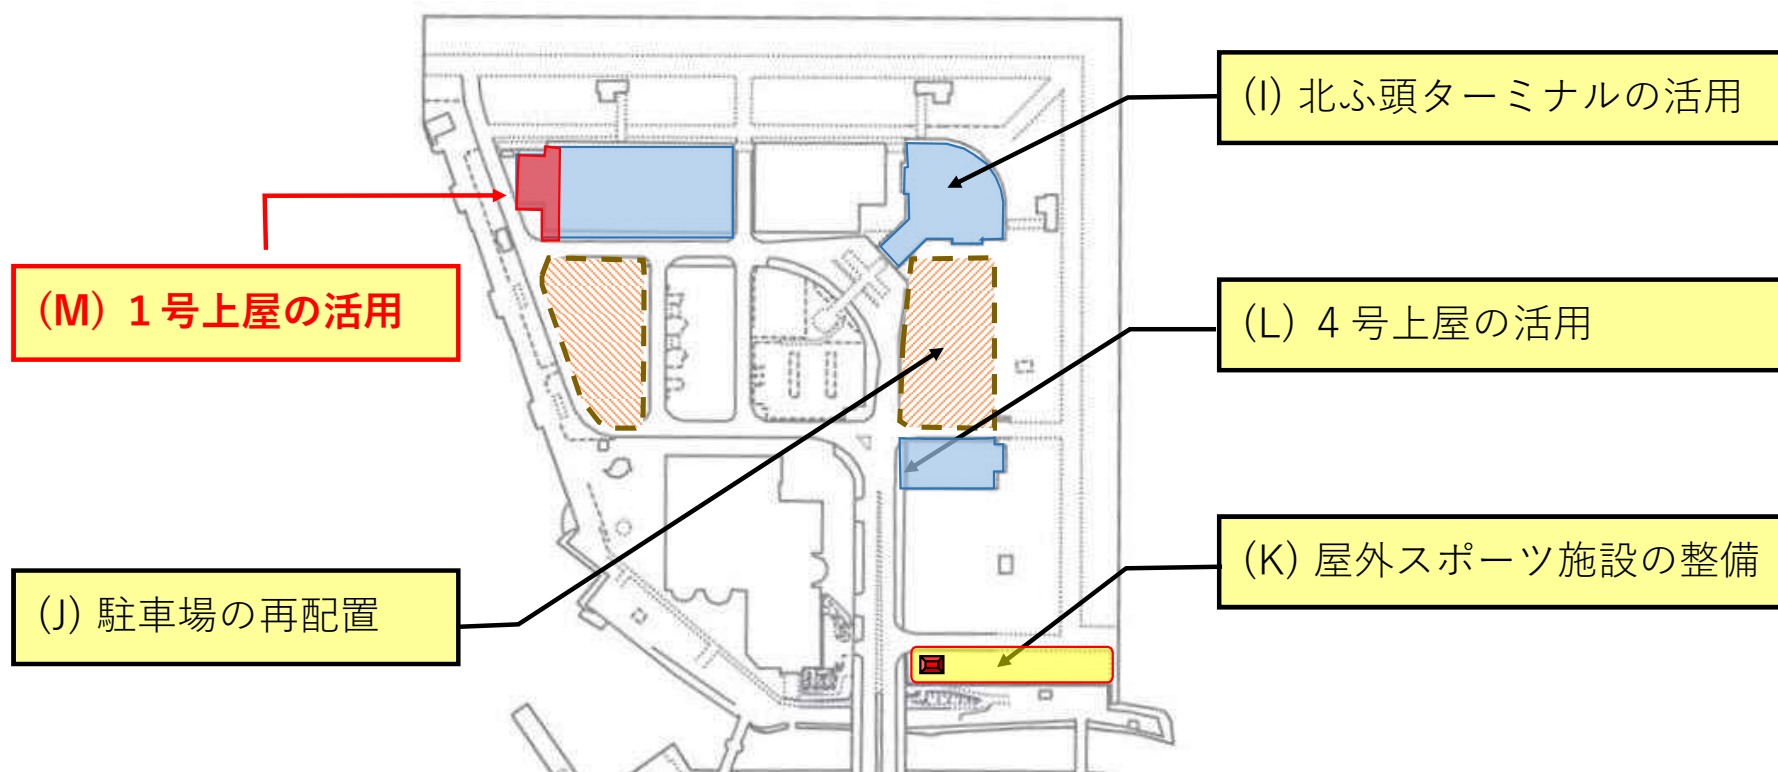 (I) 北ふ頭ターミナルの活用
(M) 1号上屋の活用
(L) 4号上屋の活用
(J) 駐車場の再配置
(K) 屋外スポーツ施設の整備